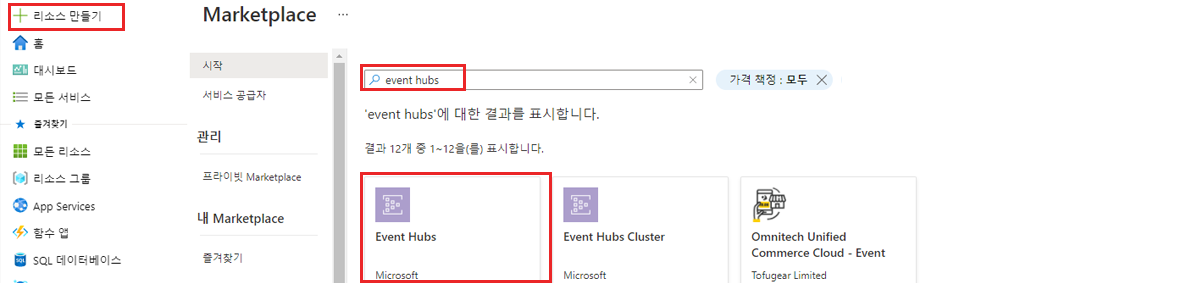 리소스 만들기
홈
대시보드
모든 서비스
즐겨찾기
모든 리소스
리소스 그룹
App Services
함수 앱
SQL 데이터베이스
Marketplace ...
시작
서비스 공급자
관리
프라이빗 Marketplace
내 Marketplace
즐겨찾기
event hubs
가격 책정 : 모두
'event hubs'에 대한 결과를 표시합니다.
결과 12개 중 1~12을(를) 표시합니다.
Event Hubs
Microsoft
Event Hubs Cluster
Microsoft
Omnitech Unified
Commerce Cloud - Event
Tofugear Limited